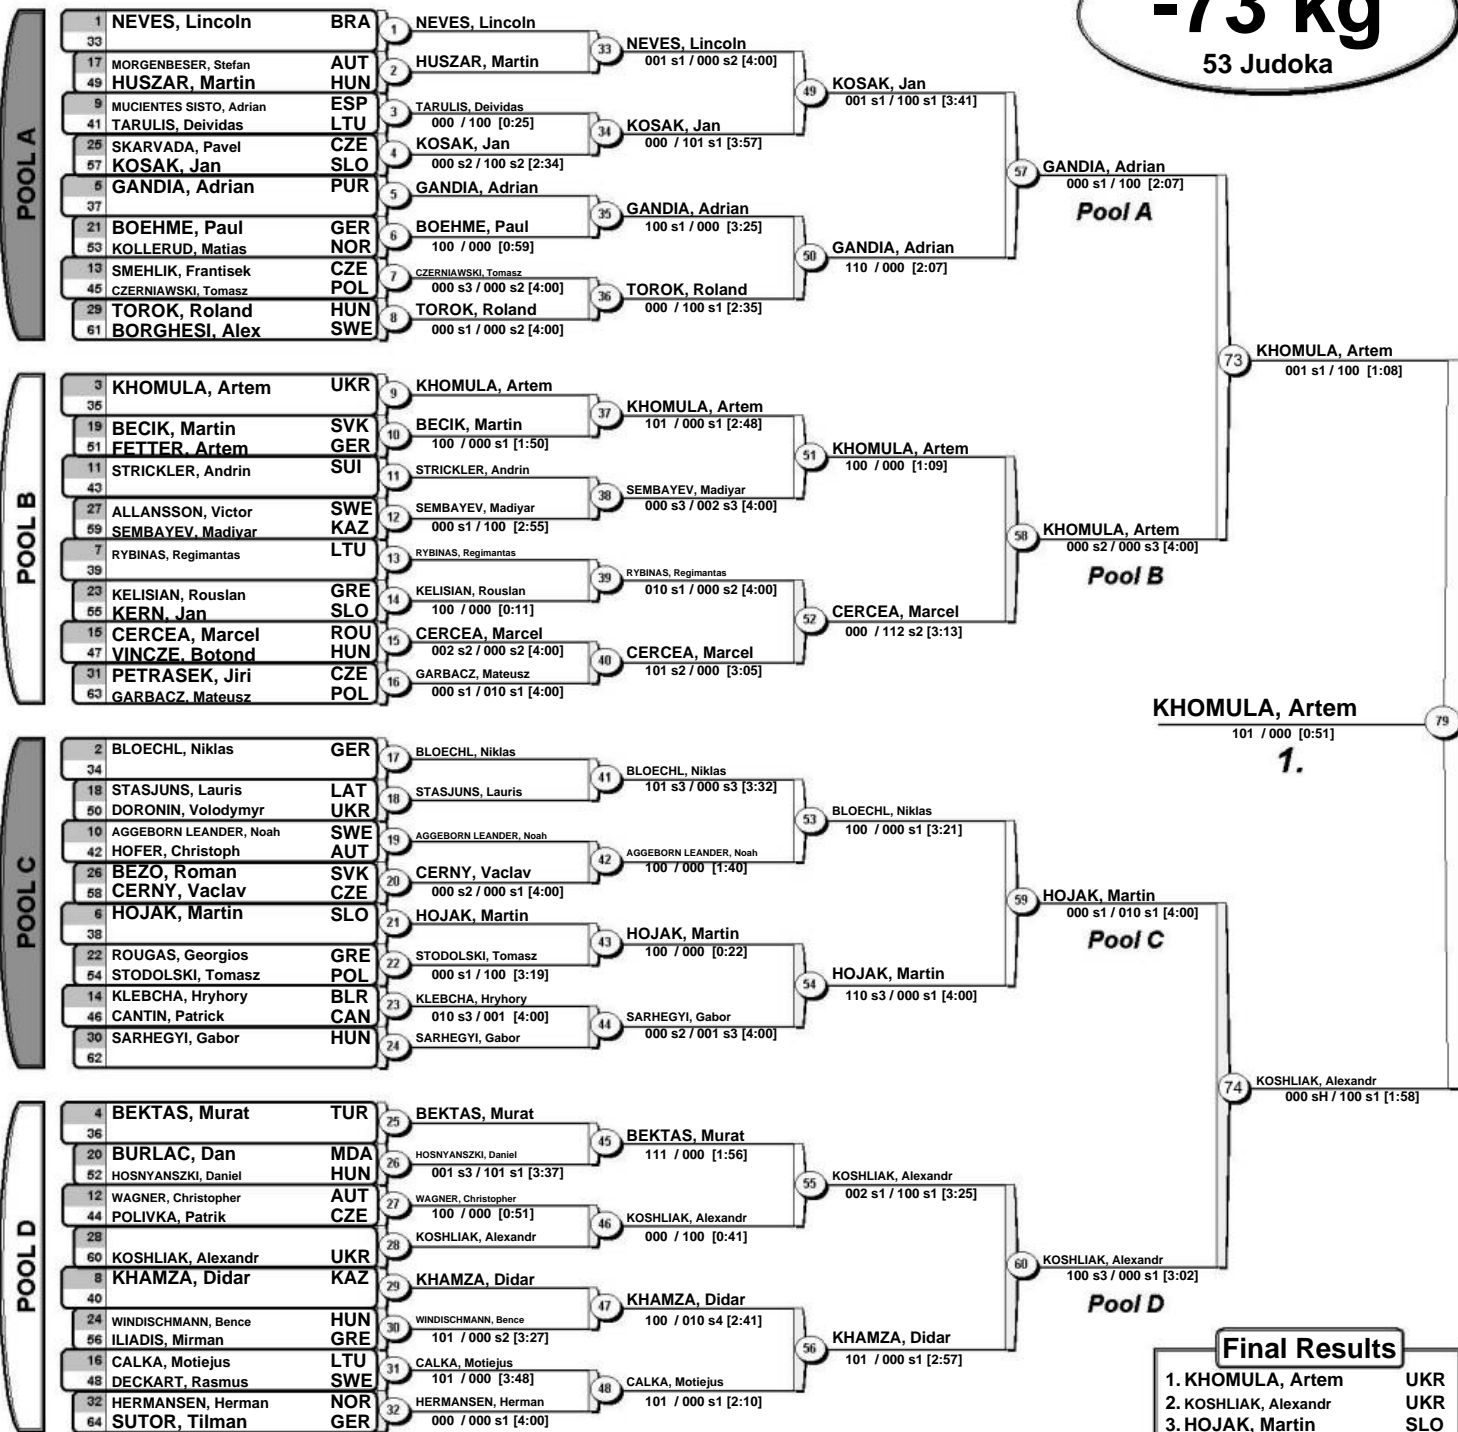 -73 kg
53 Judoka
POOL A
1 NEVES, Lincoln BRA
33
17 MORGENBESER, Stefan AUT
49 HUSZAR, Martin HUN
9 MUCIENTES SISTO, Adrian ESP
41 TARULIS, Deividas LTU
25 SKARVADA, Pavel CZE
57 KOSAK, Jan SLO
5 GANDIA, Adrian PUR
37
21 BOEHME, Paul GER
53 KOLLERUD, Matias NOR
13 SMEHLIK, Frantisek CZE
45 CZERNIAWSKI, Tomasz POL
29 TOROK, Roland HUN
61 BORGHESI, Alex SWE
1 NEVES, Lincoln
2 HUSZAR, Martin
3 TARULIS, Deividas
000 / 100 [0:25]
4 KOSAK, Jan
000 s2 / 100 s2 [2:34]
5 GANDIA, Adrian
6 BOEHME, Paul
100 / 000 [0:59]
7 CZERNIAWSKI, Tomasz
000 s3 / 000 s2 [4:00]
8 TOROK, Roland
000 s1 / 000 s2 [4:00]
33 NEVES, Lincoln
001 s1 / 000 s2 [4:00]
34 KOSAK, Jan
000 / 101 s1 [3:57]
35 GANDIA, Adrian
100 s1 / 000 [3:25]
36 TOROK, Roland
000 / 100 s1 [2:35]
49 KOSAK, Jan
001 s1 / 100 s1 [3:41]
50 GANDIA, Adrian
110 / 000 [2:07]
57 GANDIA, Adrian
000 s1 / 100 [2:07]
Pool A
POOL B
3 KHOMULA, Artem UKR
35
19 BECIK, Martin SVK
51 FETTER, Artem GER
11 STRICKLER, Andrin SUI
43
27 ALLANSSON, Victor SWE
59 SEMBAYEV, Madiyar KAZ
7 RYBINAS, Regimantas LTU
39
23 KELISIAN, Rouslan GRE
55 KERN, Jan SLO
15 CERCEA, Marcel ROU
47 VINCZE, Botond HUN
31 PETRASEK, Jiri CZE
63 GARBACZ, Mateusz POL
9 KHOMULA, Artem
10 BECIK, Martin
100 / 000 s1 [1:50]
11 STRICKLER, Andrin
12 SEMBAYEV, Madiyar
000 s1 / 100 [2:55]
13 RYBINAS, Regimantas
14 KELISIAN, Rouslan
100 / 000 [0:11]
15 CERCEA, Marcel
002 s2 / 000 s2 [4:00]
16 GARBACZ, Mateusz
000 s1 / 010 s1 [4:00]
37 KHOMULA, Artem
101 / 000 s1 [2:48]
38 SEMBAYEV, Madiyar
000 s3 / 002 s3 [4:00]
39 RYBINAS, Regimantas
010 s1 / 000 s2 [4:00]
40 CERCEA, Marcel
101 s2 / 000 [3:05]
51 KHOMULA, Artem
100 / 000 [1:09]
52 CERCEA, Marcel
000 / 112 s2 [3:13]
58 KHOMULA, Artem
000 s2 / 000 s3 [4:00]
Pool B
73 KHOMULA, Artem
001 s1 / 100 [1:08]
KHOMULA, Artem 79
101 / 000 [0:51]
1.
POOL C
2 BLOECHL, Niklas GER
34
18 STASJUNS, Lauris LAT
50 DORONIN, Volodymyr UKR
10 AGGEBORN LEANDER, Noah SWE
42 HOFER, Christoph AUT
26 BEZO, Roman SVK
58 CERNY, Vaclav CZE
6 HOJAK, Martin SLO
38
22 ROUGAS, Georgios GRE
54 STODOLSKI, Tomasz POL
14 KLEBCHA, Hryhory BLR
46 CANTIN, Patrick CAN
30 SARHEGYI, Gabor HUN
62
17 BLOECHL, Niklas
18 STASJUNS, Lauris
19 AGGEBORN LEANDER, Noah
20 CERNY, Vaclav
000 s2 / 000 s1 [4:00]
21 HOJAK, Martin
22 STODOLSKI, Tomasz
000 s1 / 100 [3:19]
23 KLEBCHA, Hryhory
010 s3 / 001 [4:00]
24 SARHEGYI, Gabor
41 BLOECHL, Niklas
101 s3 / 000 s3 [3:32]
42 AGGEBORN LEANDER, Noah
100 / 000 [1:40]
43 HOJAK, Martin
100 / 000 [0:22]
44 SARHEGYI, Gabor
000 s2 / 001 s3 [4:00]
53 BLOECHL, Niklas
100 / 000 s1 [3:21]
54 HOJAK, Martin
110 s3 / 000 s1 [4:00]
59 HOJAK, Martin
000 s1 / 010 s1 [4:00]
Pool C
POOL D
4 BEKTAS, Murat TUR
36
20 BURLAC, Dan MDA
52 HOSNYANSZKI, Daniel HUN
12 WAGNER, Christopher AUT
44 POLIVKA, Patrik CZE
28
60 KOSHLIAK, Alexandr UKR
8 KHAMZA, Didar KAZ
40
24 WINDISCHMANN, Bence HUN
56 ILIADIS, Mirman GRE
16 CALKA, Motiejus LTU
48 DECKART, Rasmus SWE
32 HERMANSEN, Herman NOR
64 SUTOR, Tilman GER
25 BEKTAS, Murat
26 HOSNYANSZKI, Daniel
001 s3 / 101 s1 [3:37]
27 WAGNER, Christopher
100 / 000 [0:51]
28 KOSHLIAK, Alexandr
29 KHAMZA, Didar
30 WINDISCHMANN, Bence
101 / 000 s2 [3:27]
31 CALKA, Motiejus
101 / 000 [3:48]
32 HERMANSEN, Herman
000 / 000 s1 [4:00]
45 BEKTAS, Murat
111 / 000 [1:56]
46 KOSHLIAK, Alexandr
000 / 100 [0:41]
47 KHAMZA, Didar
100 / 010 s4 [2:41]
48 CALKA, Motiejus
101 / 000 s1 [2:10]
55 KOSHLIAK, Alexandr
002 s1 / 100 s1 [3:25]
56 KHAMZA, Didar
101 / 000 s1 [2:57]
60 KOSHLIAK, Alexandr
100 s3 / 000 s1 [3:02]
Pool D
74 KOSHLIAK, Alexandr
000 sH / 100 s1 [1:58]
Final Results
1. KHOMULA, Artem UKR
2. KOSHLIAK, Alexandr UKR
3. HOJAK, Martin SLO